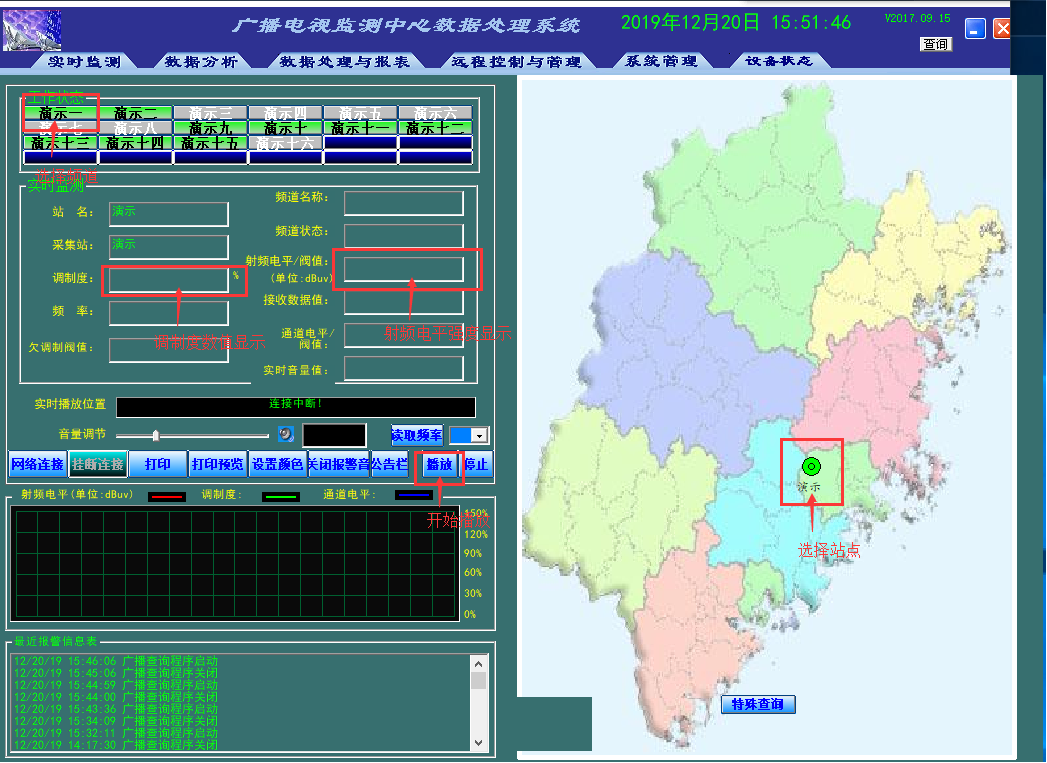 广播电视监测中心数据处理系统
2019年12月20日 15:51:46
V2017.09.15
查询
实时监测 数据分析 数据处理与报表 远程控制与管理 系统管理 设备状态
工作状态
演示一 演示二 演示三 演示四 演示五 演示六
演示七 演示八 演示九 演示十 演示十一 演示十二
演示十三 演示十四 演示十五 演示十六
选择频道
实时监测
站 名： 演示
频道名称：
采集站： 演示
频道状态：
调制度： %
射频电平/阀值：
(单位:dBuv)
频 率：
接收数据值：
调制度数值显示
射频电平强度显示
欠调制阀值：
通道电平/
阀值：
实时音量值：
实时播放位置 连接中断!
音量调节 读取频率
网络连接 挂断连接 打印 打印预览 设置颜色 关闭报警音 公告栏 播放 停止
开始播放
射频电平(单位:dBuv) 调制度： 通道电平：
150%
120%
90%
60%
30%
0%
最近报警信息表
12/20/19 15:46:06 广播查询程序启动
12/20/19 15:45:06 广播查询程序关闭
12/20/19 15:44:59 广播查询程序启动
12/20/19 15:44:00 广播查询程序关闭
12/20/19 15:43:36 广播查询程序启动
12/20/19 15:34:09 广播查询程序关闭
12/20/19 15:32:11 广播查询程序启动
12/20/19 14:17:30 广播查询程序关闭
演示
选择站点
特殊查询